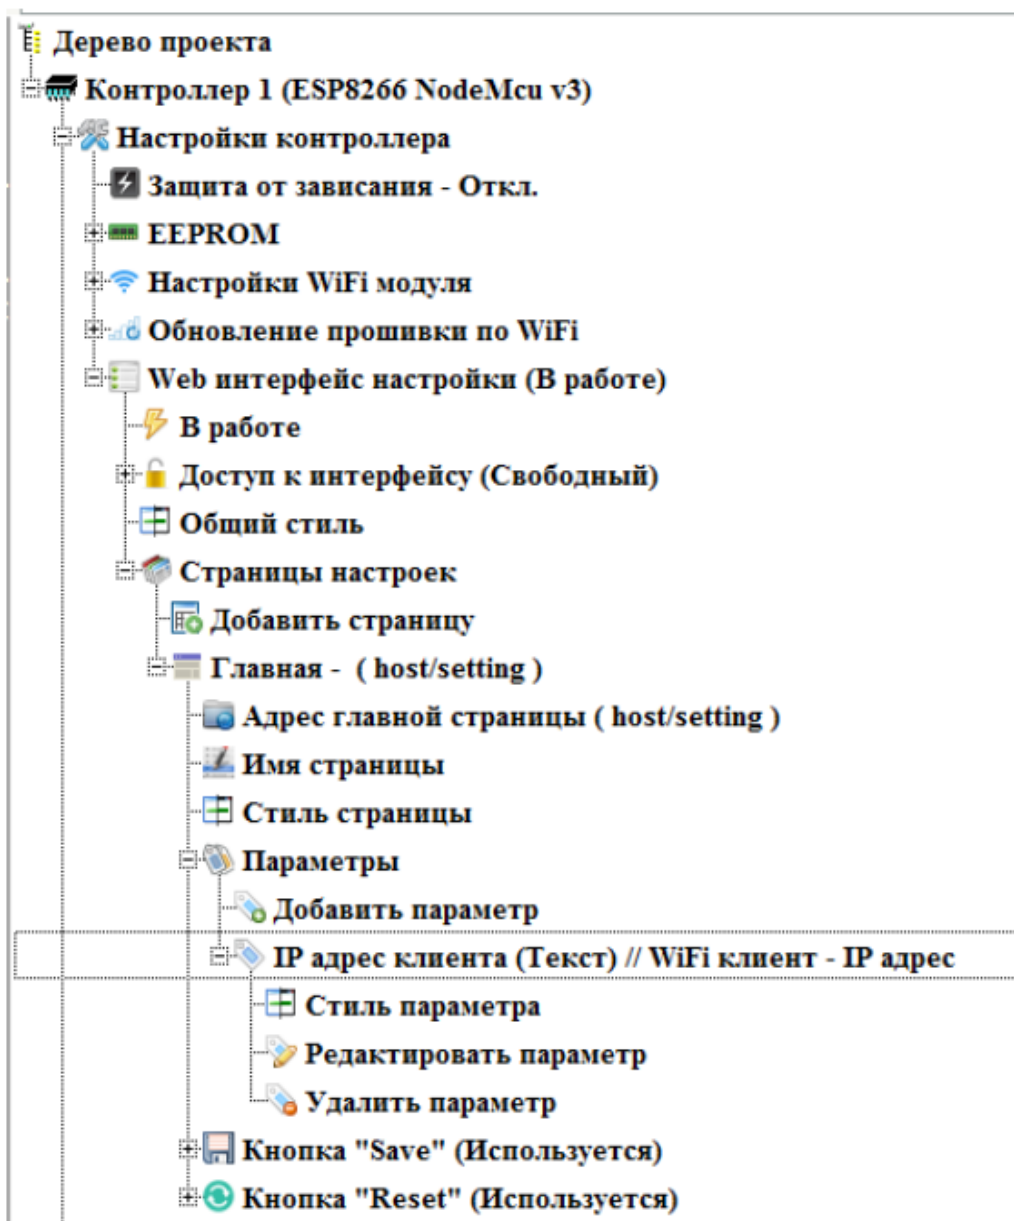 Дерево проекта
Контроллер 1 (ESP8266 NodeMcu v3)
Настройки контроллера
Защита от зависания - Откл.
EEPROM
Настройки WiFi модуля
Обновление прошивки по WiFi
Web интерфейс настройки (В работе)
В работе
Доступ к интерфейсу (Свободный)
Общий стиль
Страницы настроек
Добавить страницу
Главная - ( host/setting )
Адрес главной страницы ( host/setting )
Имя страницы
Стиль страницы
Параметры
Добавить параметр
IP адрес клиента (Текст) // WiFi клиент - IP адрес
Стиль параметра
Редактировать параметр
Удалить параметр
Кнопка "Save" (Используется)
Кнопка "Reset" (Используется)